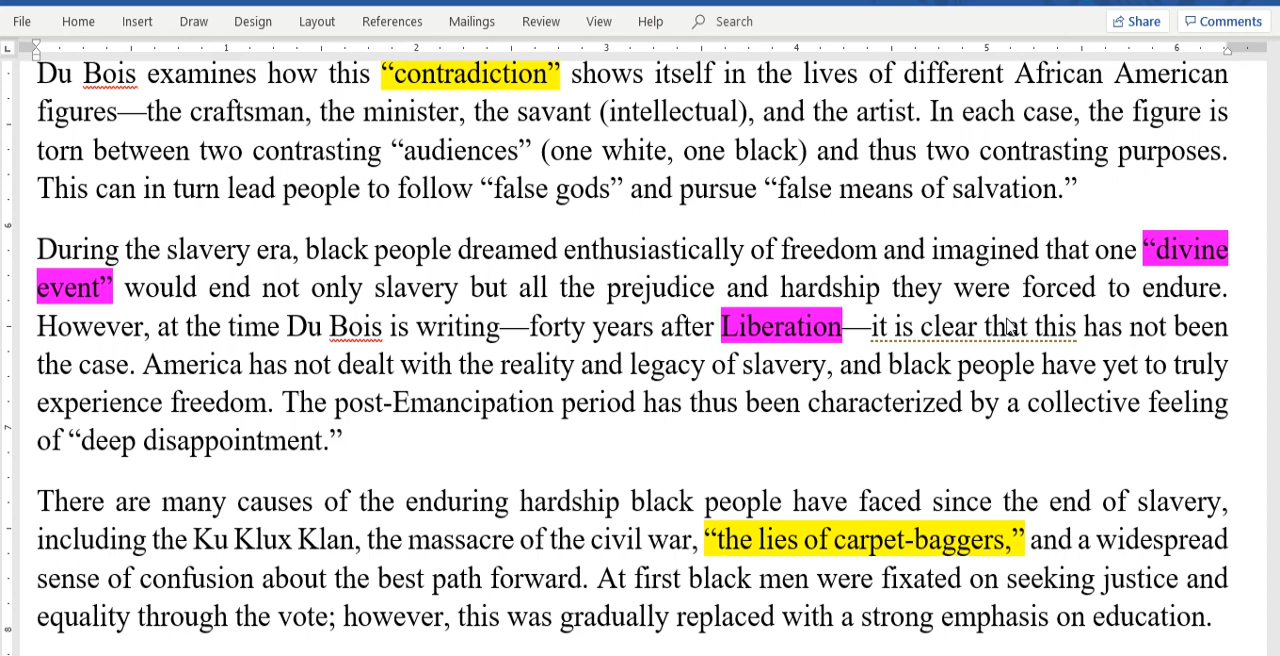 File Home Insert Draw Design Layout References Mailings Review View Help Search Share Comments
1 2 3 4 5 6
Du Bois examines how this “contradiction” shows itself in the lives of different African American
figures—the craftsman, the minister, the savant (intellectual), and the artist. In each case, the figure is
torn between two contrasting “audiences” (one white, one black) and thus two contrasting purposes.
This can in turn lead people to follow “false gods” and pursue “false means of salvation.”
6
During the slavery era, black people dreamed enthusiastically of freedom and imagined that one “divine
event” would end not only slavery but all the prejudice and hardship they were forced to endure.
However, at the time Du Bois is writing—forty years after Liberation—it is clear that this has not been
the case. America has not dealt with the reality and legacy of slavery, and black people have yet to truly
experience freedom. The post-Emancipation period has thus been characterized by a collective feeling
7
of “deep disappointment.”
There are many causes of the enduring hardship black people have faced since the end of slavery,
including the Ku Klux Klan, the massacre of the civil war, “the lies of carpet-baggers,” and a widespread
sense of confusion about the best path forward. At first black men were fixated on seeking justice and
equality through the vote; however, this was gradually replaced with a strong emphasis on education.
8